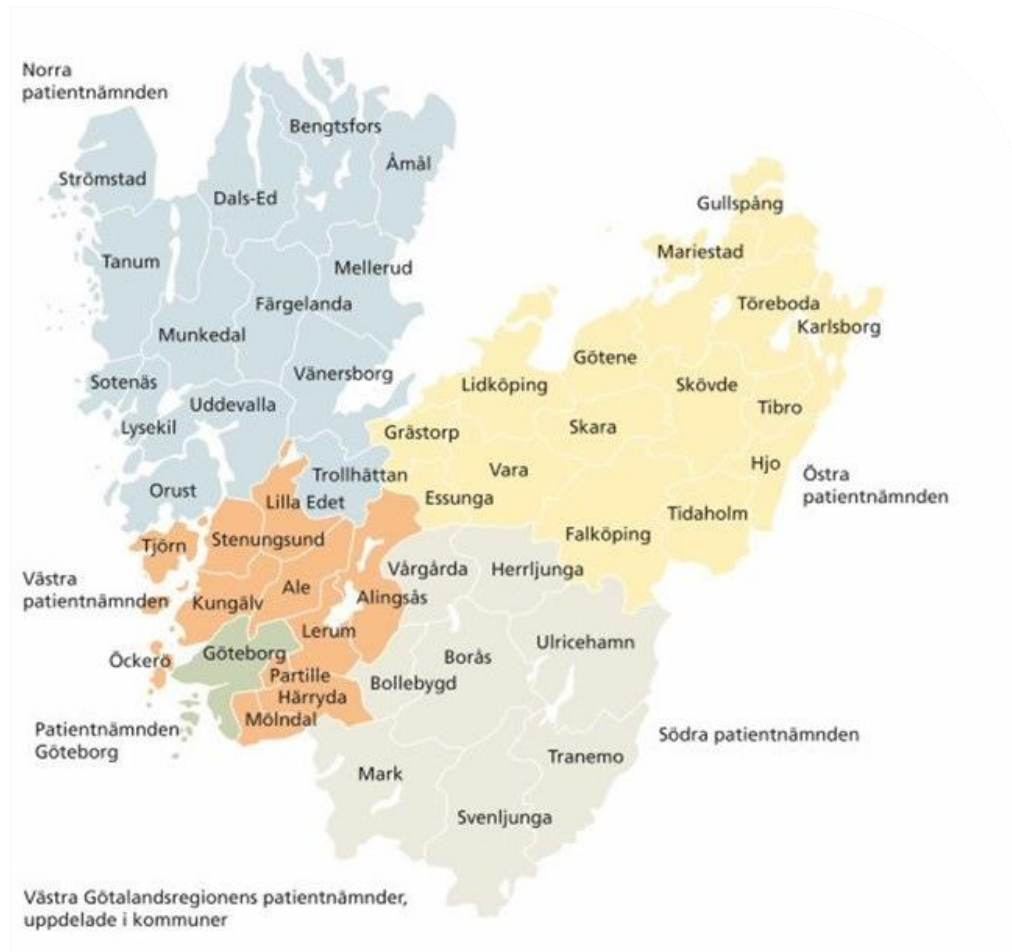 Norra
patientnämnden
Bengtsfors
Åmål
Strömstad
Dals-Ed
Gullspång
Mariestad
Tanum
Mellerud
Färgelanda
Töreboda
Karlsborg
Munkedal
Götene
Vänersborg
Sotenäs
Lidköping
Skövde
Uddevalla
Tibro
Lysekil
Grästorp
Skara
Hjo
Vara
Trollhättan
Östra
patientnämnden
Orust
Lilla Edet
Essunga
Tidaholm
Falköping
Tjörn
Stenungsund
Vårgårda
Herrljunga
Västra
patientnämnden
Ale
Alingsås
Kungälv
Lerum
Ulricehamn
Göteborg
Borås
Öckerö
Partille
Bollebygd
Härryda
Mölndal
Patientnämnden
Göteborg
Södra patientnämnden
Tranemo
Mark
Svenljunga
Västra Götalandsregionens patientnämnder,
uppdelade i kommuner